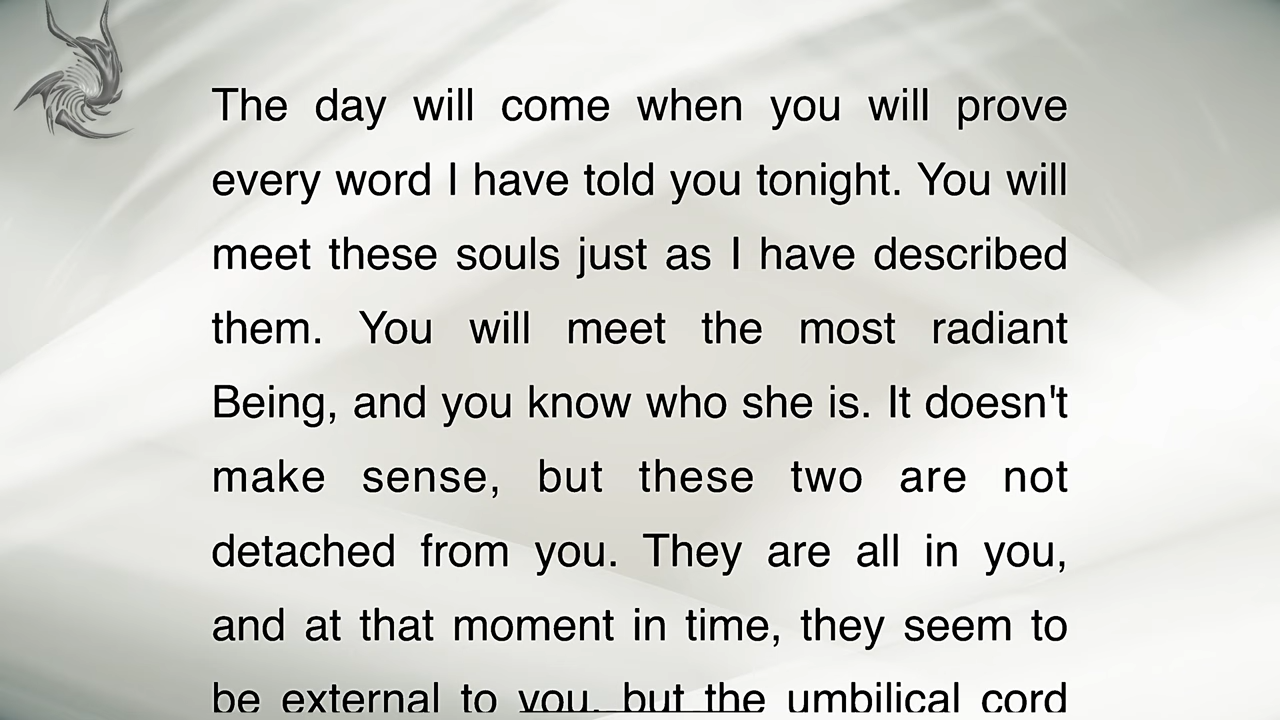 The day will come when you will prove
every word I have told you tonight. You will
meet these souls just as I have described
them. You will meet the most radiant
Being, and you know who she is. It doesn't
make sense, but these two are not
detached from you. They are all in you,
and at that moment in time, they seem to
be external to you, but the umbilical cord